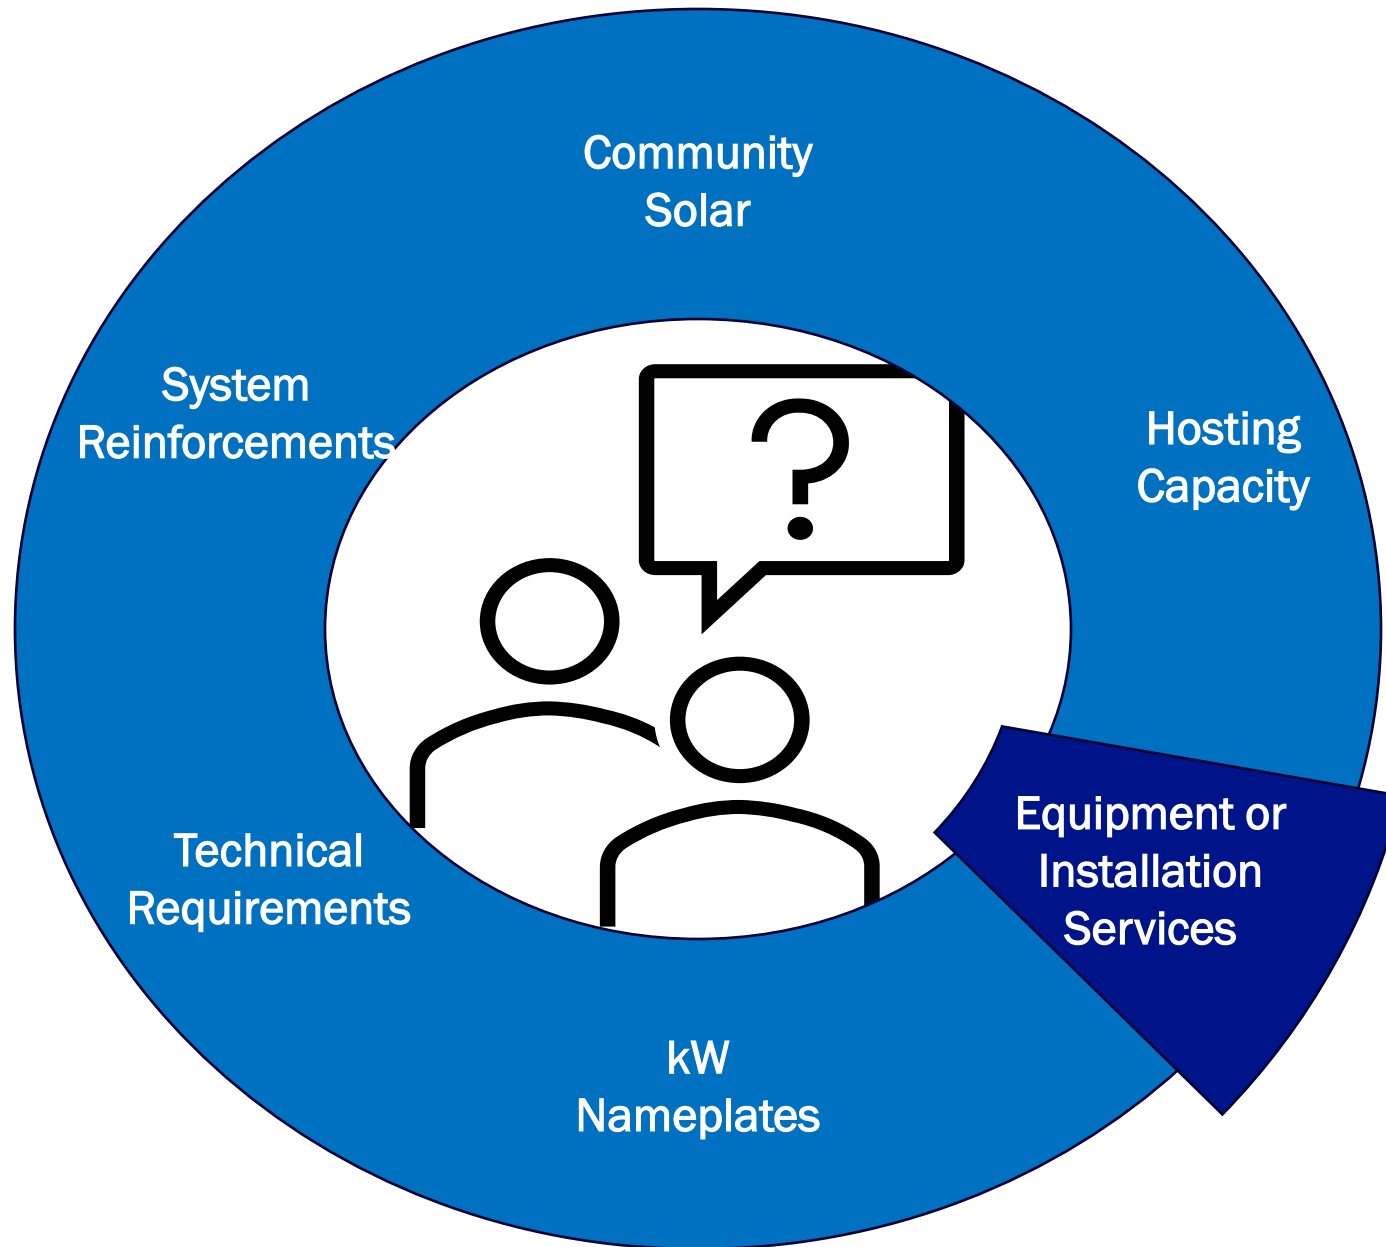 Community
Solar
System
Reinforcements
Hosting
Capacity
?
Equipment or
Installation
Services
Technical
Requirements
kW
Nameplates